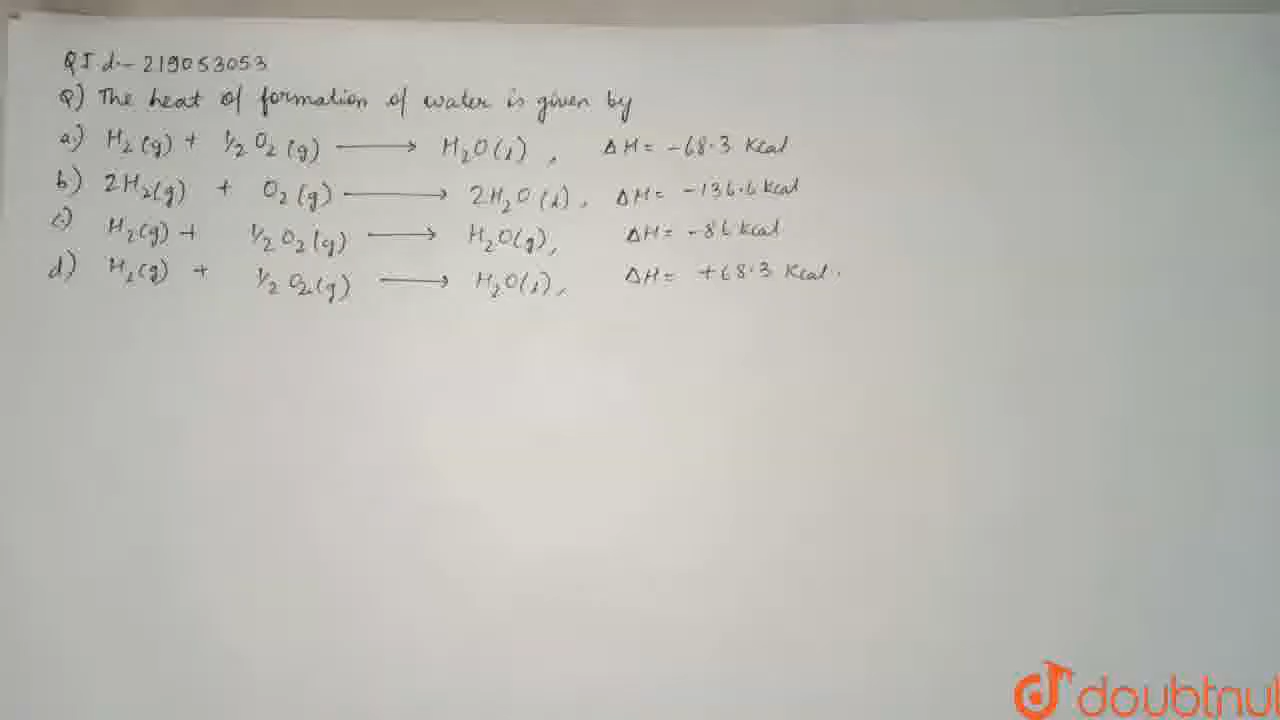 Q I.d.- 219053053
Q) The heat of formation of water is given by
a.) H₂(g) + 1/2 O₂(g) ⟶ H₂O(l), ΔH = -68.3 Kcal
b) 2H₂(g) + O₂(g) ⟶ 2H₂O(l), ΔH = -136.6 Kcal
c.) H₂(g) + 1/2 O₂(g) ⟶ H₂O(g), ΔH = -86 Kcal
d) H₂(g) + 1/2 O₂(g) ⟶ H₂O(l), ΔH = +68.3 Kcal.
doubtnut